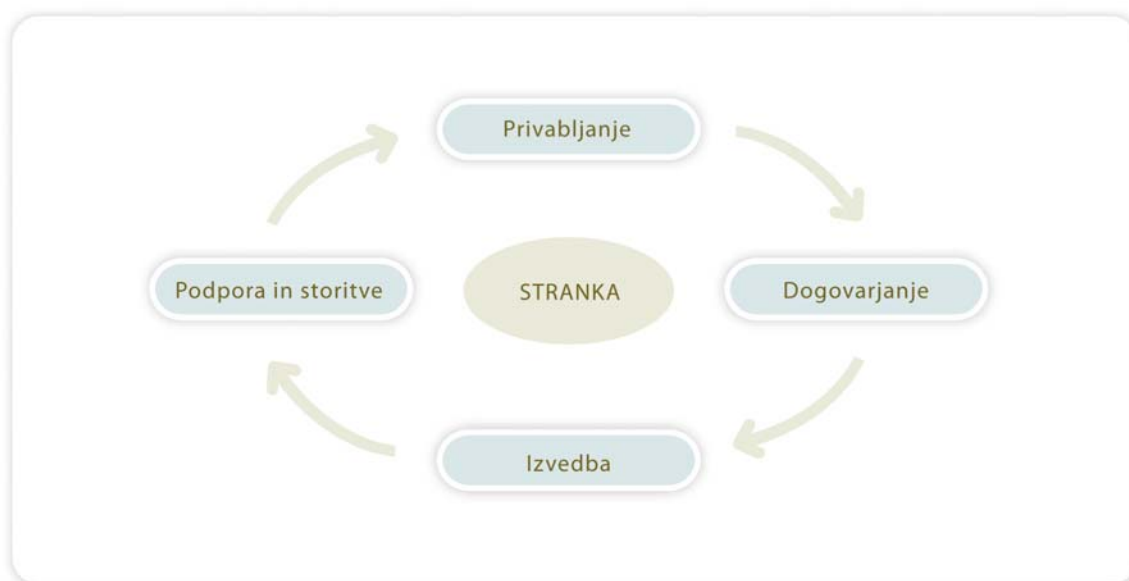 Privabljanje
Podpora in storitve
STRANKA
Dogovarjanje
Izvedba